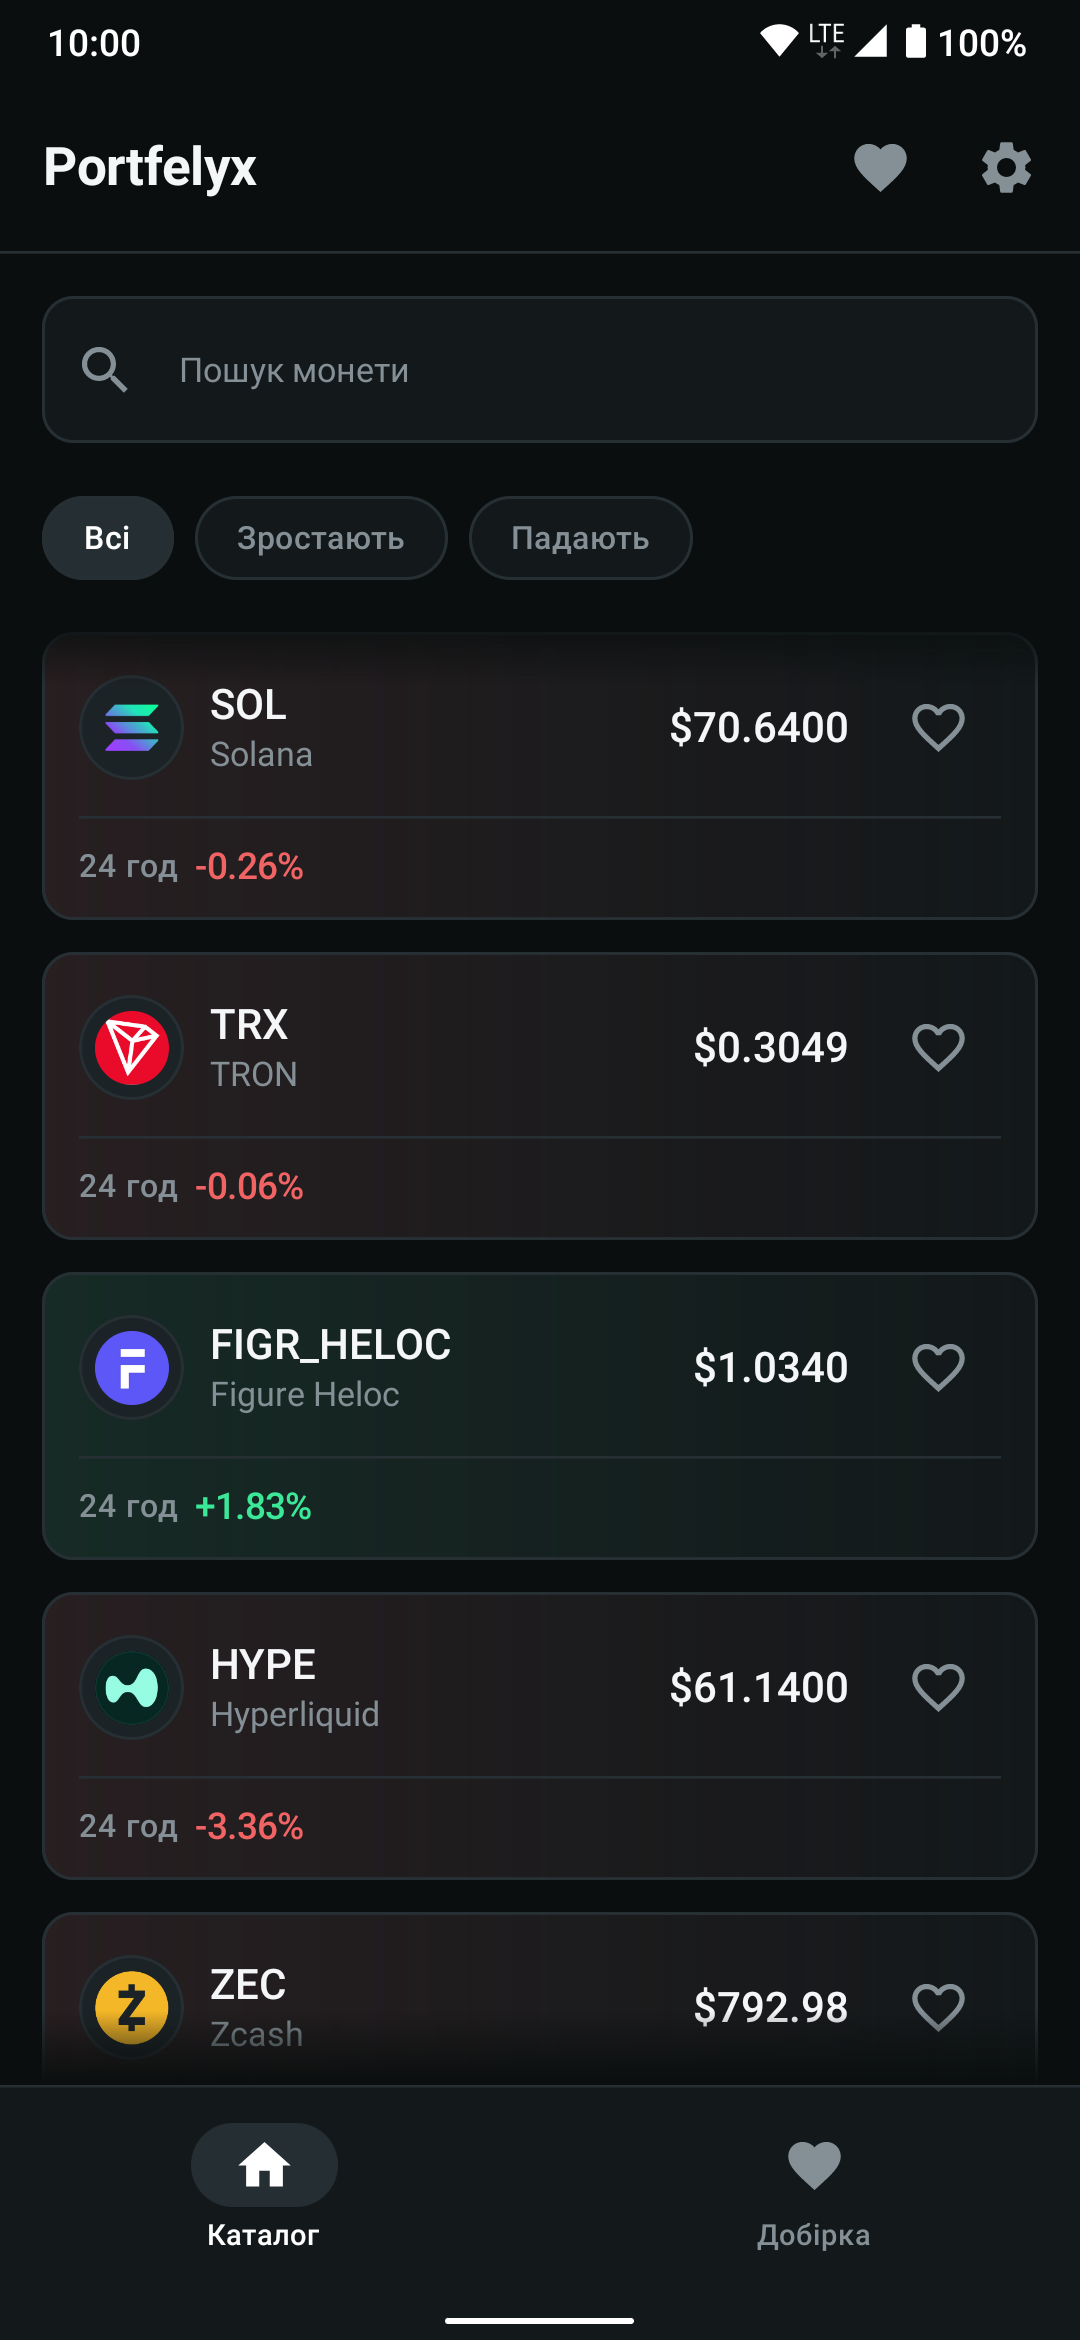 10:00 LTE 100%
Portfelyx
Пошук монети
Всі Зростають Падають
SOL
Solana
$70.6400
24 год -0.26%
TRX
TRON
$0.3049
24 год -0.06%
FIGR_HELOC
Figure Heloc
$1.0340
24 год +1.83%
HYPE
Hyperliquid
$61.1400
24 год -3.36%
ZEC
Zcash
$792.98
Каталог Добірка